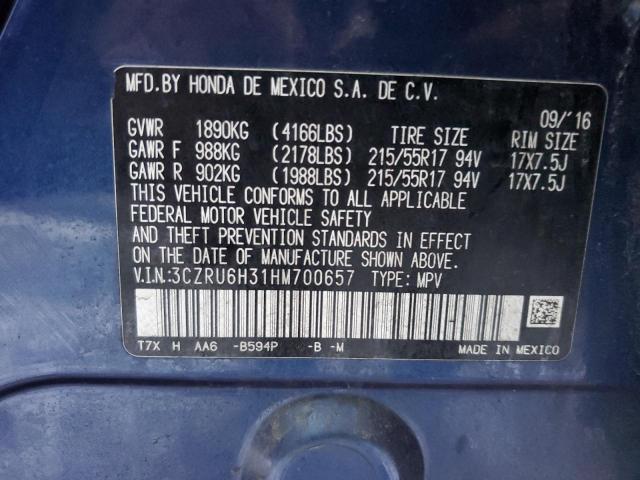 MFD. BY HONDA DE MEXICO S.A. DE C.V.
09/'16
GVWR 1890KG (4166LBS) TIRE SIZE RIM SIZE
GAWR F 988KG (2178LBS) 215/55R17 94V 17X7.5J
GAWR R 902KG (1988LBS) 215/55R17 94V 17X7.5J
THIS VEHICLE CONFORMS TO ALL APPLICABLE
FEDERAL MOTOR VEHICLE SAFETY
AND THEFT PREVENTION STANDARDS IN EFFECT
ON THE DATE OF MANUFACTURE SHOWN ABOVE.
V.I.N.:3CZRU6H31HM700657 TYPE: MPV
T7X H AA6 -B594P -B -M MADE IN MEXICO